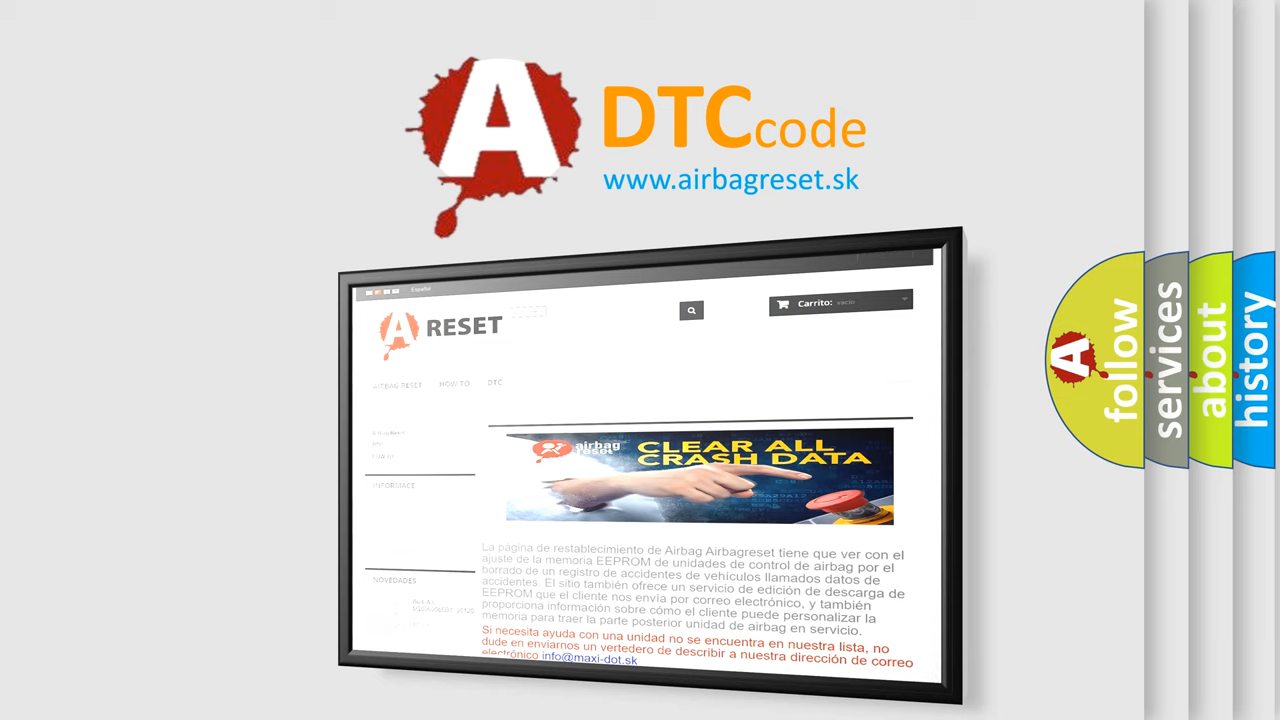 A DTCcode
www.airbagreset.sk
Español
Carrito: vacío
A RESET
AIRBAG RESET HOW TO DTC
INFORMACE
NOVEDADES
airbag
reset
CLEAR ALL
CRASH DATA
La página de restablecimiento de Airbag Airbagreset tiene que ver con el
ajuste de la memoria EEPROM de unidades de control de airbag por el
borrado de un registro de accidentes de vehículos llamados datos de
accidentes. El sitio también ofrece un servicio de edición de descarga de
EEPROM que el cliente nos envía por correo electrónico, y también
proporciona información sobre cómo el cliente puede personalizar la
memoria para traer la parte posterior unidad de airbag en servicio.
Si necesita ayuda con una unidad no se encuentra en nuestra lista, no
dude en enviarnos un vertedero de describir a nuestra dirección de correo
electrónico info@maxi-dot.sk
A follow
services
about
history